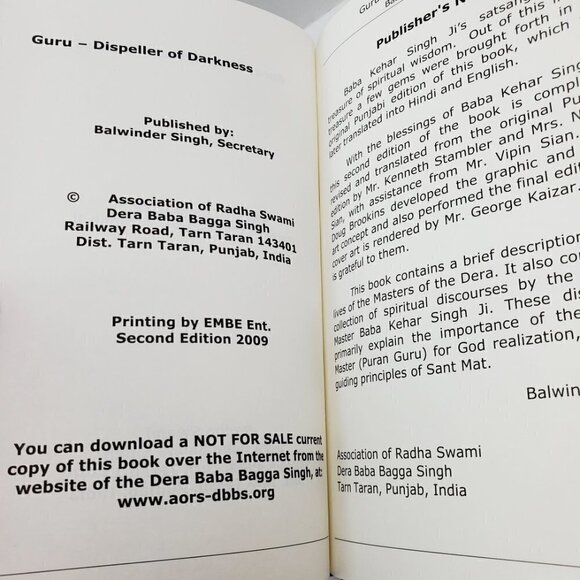 Guru – Dispeller of Darkness
Published by:
Balwinder Singh, Secretary
© Association of Radha Swami
Dera Baba Bagga Singh
Railway Road, Tarn Taran 143401
Dist. Tarn Taran, Punjab, India
Printing by EMBE Ent.
Second Edition 2009
You can download a NOT FOR SALE current
copy of this book over the Internet from the
website of the Dera Baba Bagga Singh, at:
www.aors-dbbs.org
Guru
Publisher's
Baba Kehar Singh Ji's satsang
treasure of spiritual wisdom. Out of this
treasure a few gems were brought forth in
original Punjabi edition of this book, which
later translated into Hindi and English.
With the blessings of Baba Kehar Sing
this second edition of the book is compl
revised and translated from the original Pu
edition by Mr. Kenneth Stambler and Mrs. N
Sian, with assistance from Mr. Vipin Sian.
Doug Brookins developed the graphic and
art concept and also performed the final edit
cover art is rendered by Mr. George Kaizar.
is grateful to them.
This book contains a brief description
lives of the Masters of the Dera. It also con
collection of spiritual discourses by the
Master Baba Kehar Singh Ji. These dis
primarily explain the importance of the
Master (Puran Guru) for God realization,
guiding principles of Sant Mat.
Balwin
Association of Radha Swami
Dera Baba Bagga Singh
Tarn Taran, Punjab, India